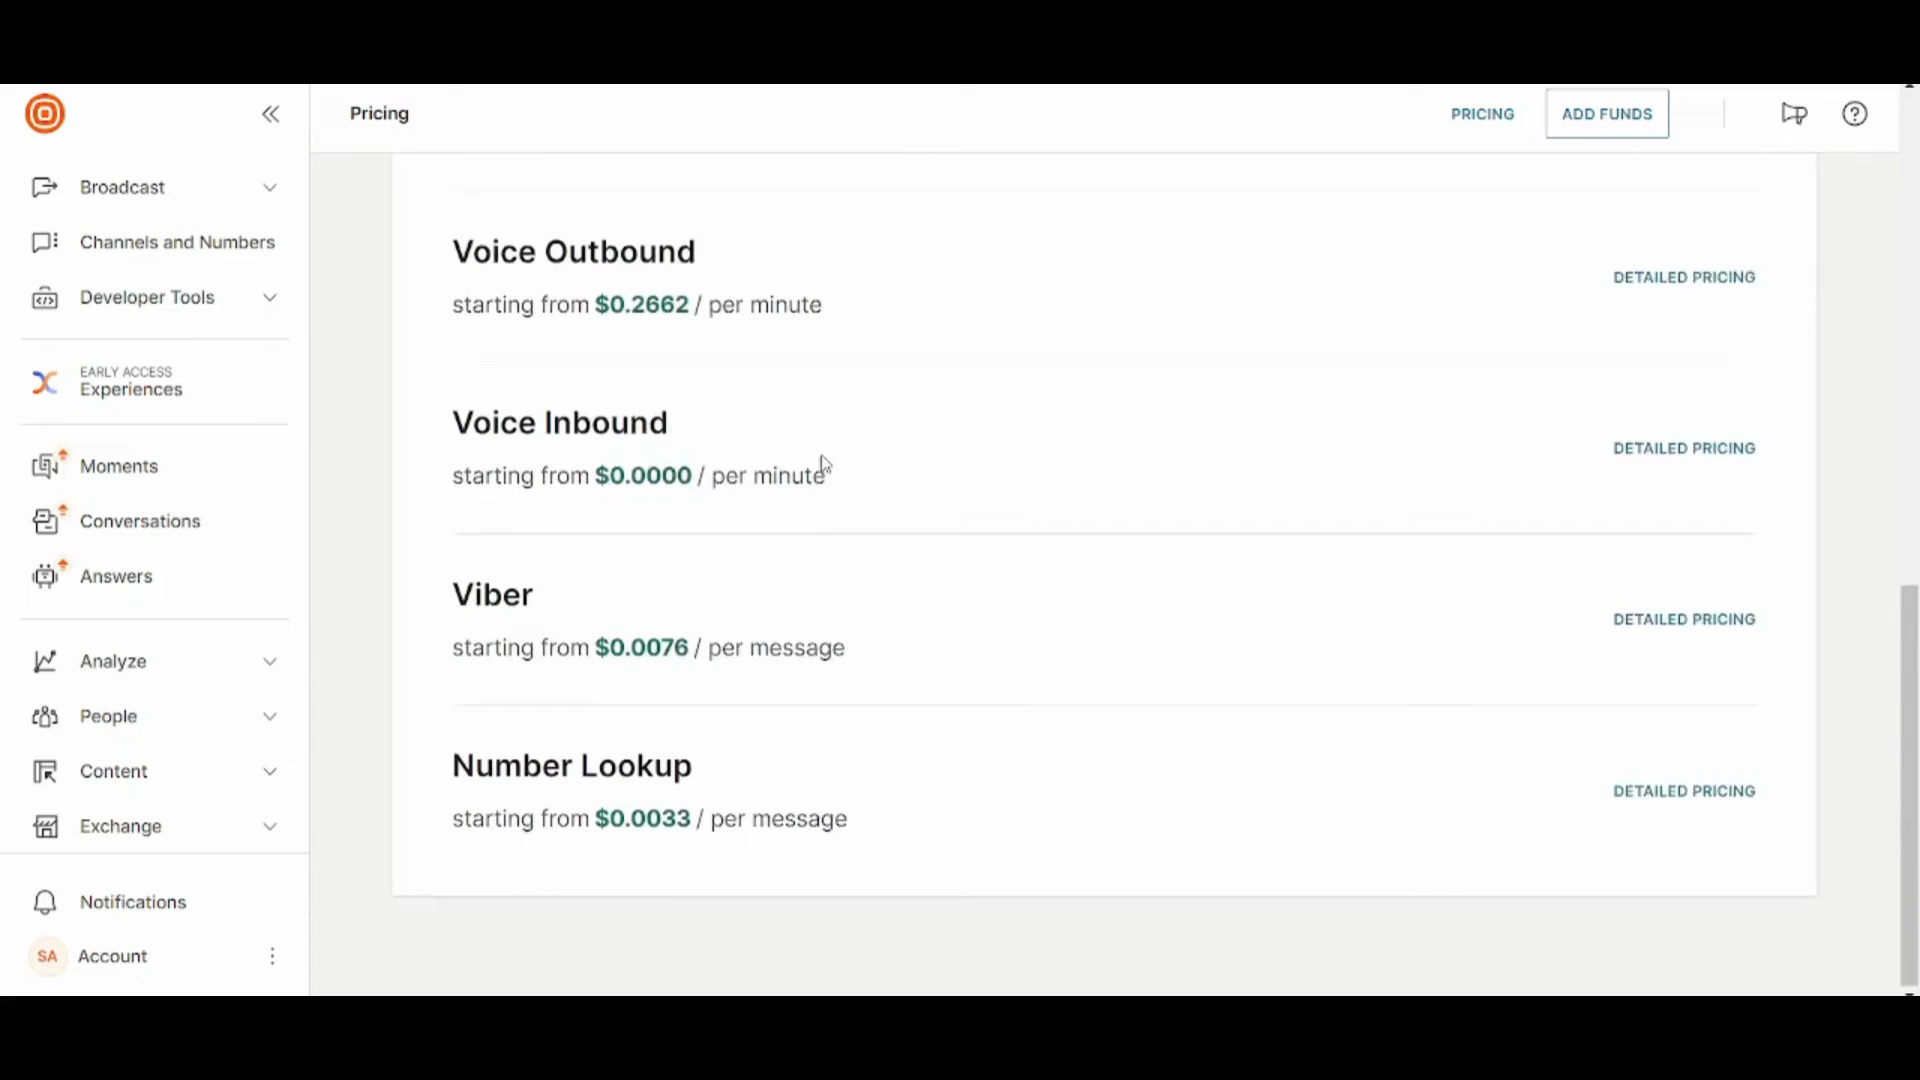 Pricing
PRICING
ADD FUNDS
Broadcast
Channels and Numbers
Developer Tools
EARLY ACCESS
Experiences
Moments
Conversations
Answers
Analyze
People
Content
Exchange
Notifications
SA Account
Voice Outbound
starting from $0.2662 / per minute
DETAILED PRICING
Voice Inbound
starting from $0.0000 / per minute
DETAILED PRICING
Viber
starting from $0.0076 / per message
DETAILED PRICING
Number Lookup
starting from $0.0033 / per message
DETAILED PRICING